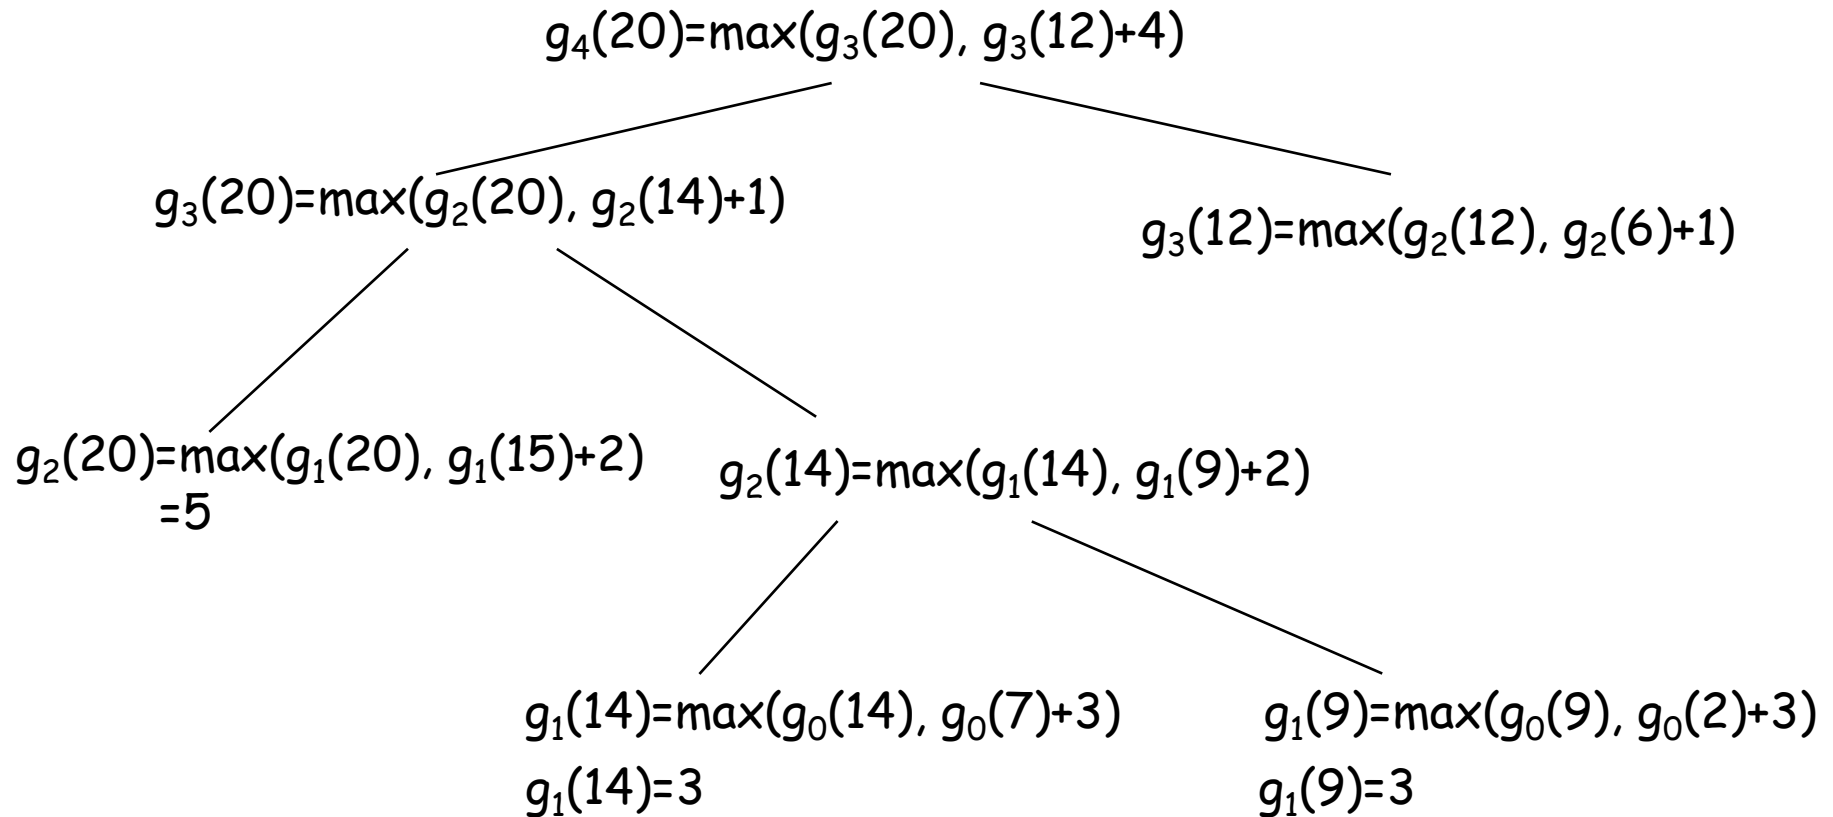 g₄(20)=max(g₃(20), g₃(12)+4)
g₃(20)=max(g₂(20), g₂(14)+1)
g₃(12)=max(g₂(12), g₂(6)+1)
g₂(20)=max(g₁(20), g₁(15)+2)
=5
g₂(14)=max(g₁(14), g₁(9)+2)
g₁(14)=max(g₀(14), g₀(7)+3)
g₁(14)=3
g₁(9)=max(g₀(9), g₀(2)+3)
g₁(9)=3